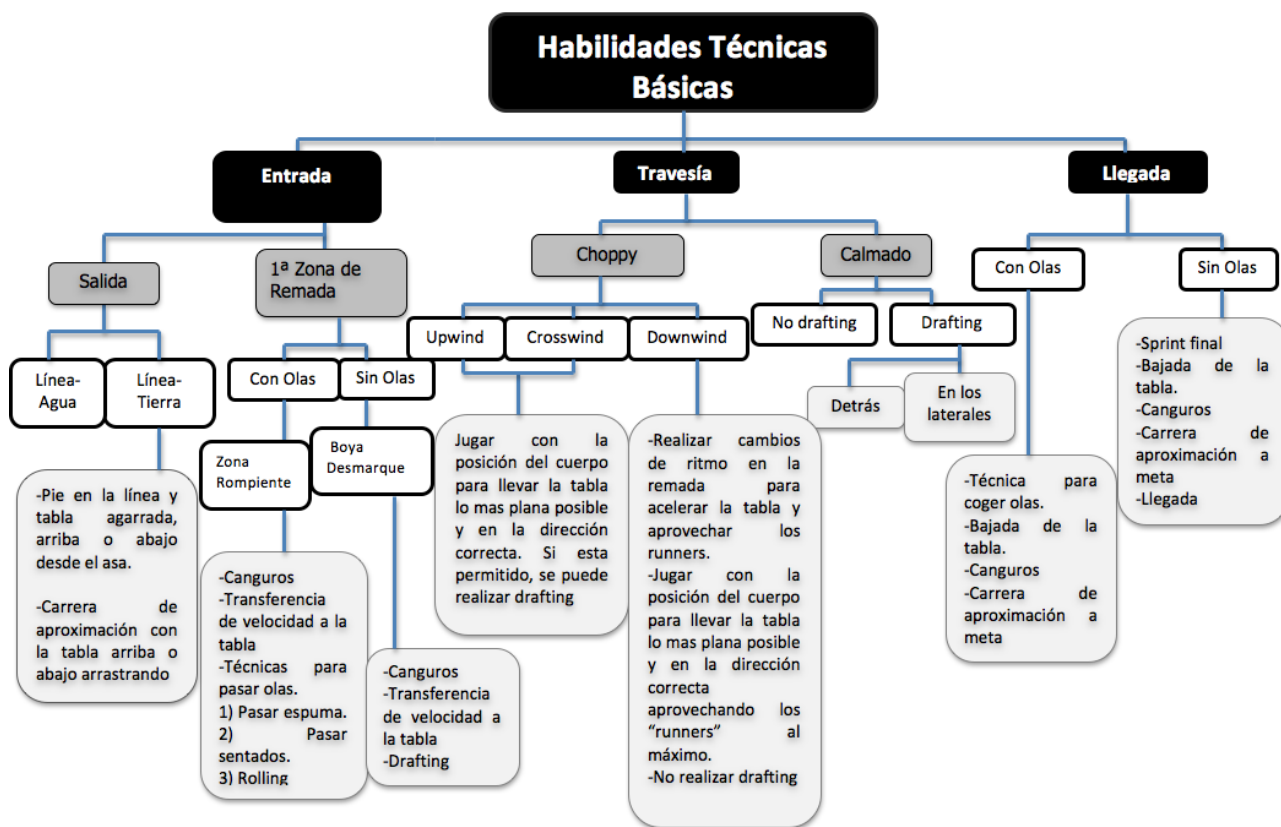 Habilidades Técnicas
Básicas
Entrada
Travesía
Llegada
Salida
1ª Zona de
Remada
Choppy
Calmado
Con Olas
Sin Olas
Línea-
Agua
Línea-
Tierra
Con Olas
Sin Olas
Upwind
Crosswind
Downwind
No drafting
Drafting
Detrás
En los
laterales
Zona
Rompiente
Boya
Desmarque
-Pie en la línea y
tabla agarrada,
arriba o abajo
desde el asa.
-Carrera de
aproximación con
la tabla arriba o
abajo arrastrando
-Canguros
-Transferencia
de velocidad a la
tabla
-Técnicas para
pasar olas.
1) Pasar espuma.
2) Pasar
sentados.
3) Rolling
-Canguros
-Transferencia
de velocidad a
la tabla
-Drafting
Jugar con la
posición del cuerpo
para llevar la tabla
lo mas plana posible
y en la dirección
correcta. Si esta
permitido, se puede
realizar drafting
-Realizar cambios
de ritmo en la
remada para
acelerar la tabla y
aprovechar los
runners.
-Jugar con la
posición del cuerpo
para llevar la tabla
lo mas plana posible
y en la dirección
correcta
aprovechando los
“runners” al
máximo.
-No realizar drafting
-Técnica para
coger olas.
-Bajada de la
tabla.
-Canguros
-Carrera de
aproximación a
meta
-Sprint final
-Bajada de la
tabla.
-Canguros
-Carrera de
aproximación a
meta
-Llegada